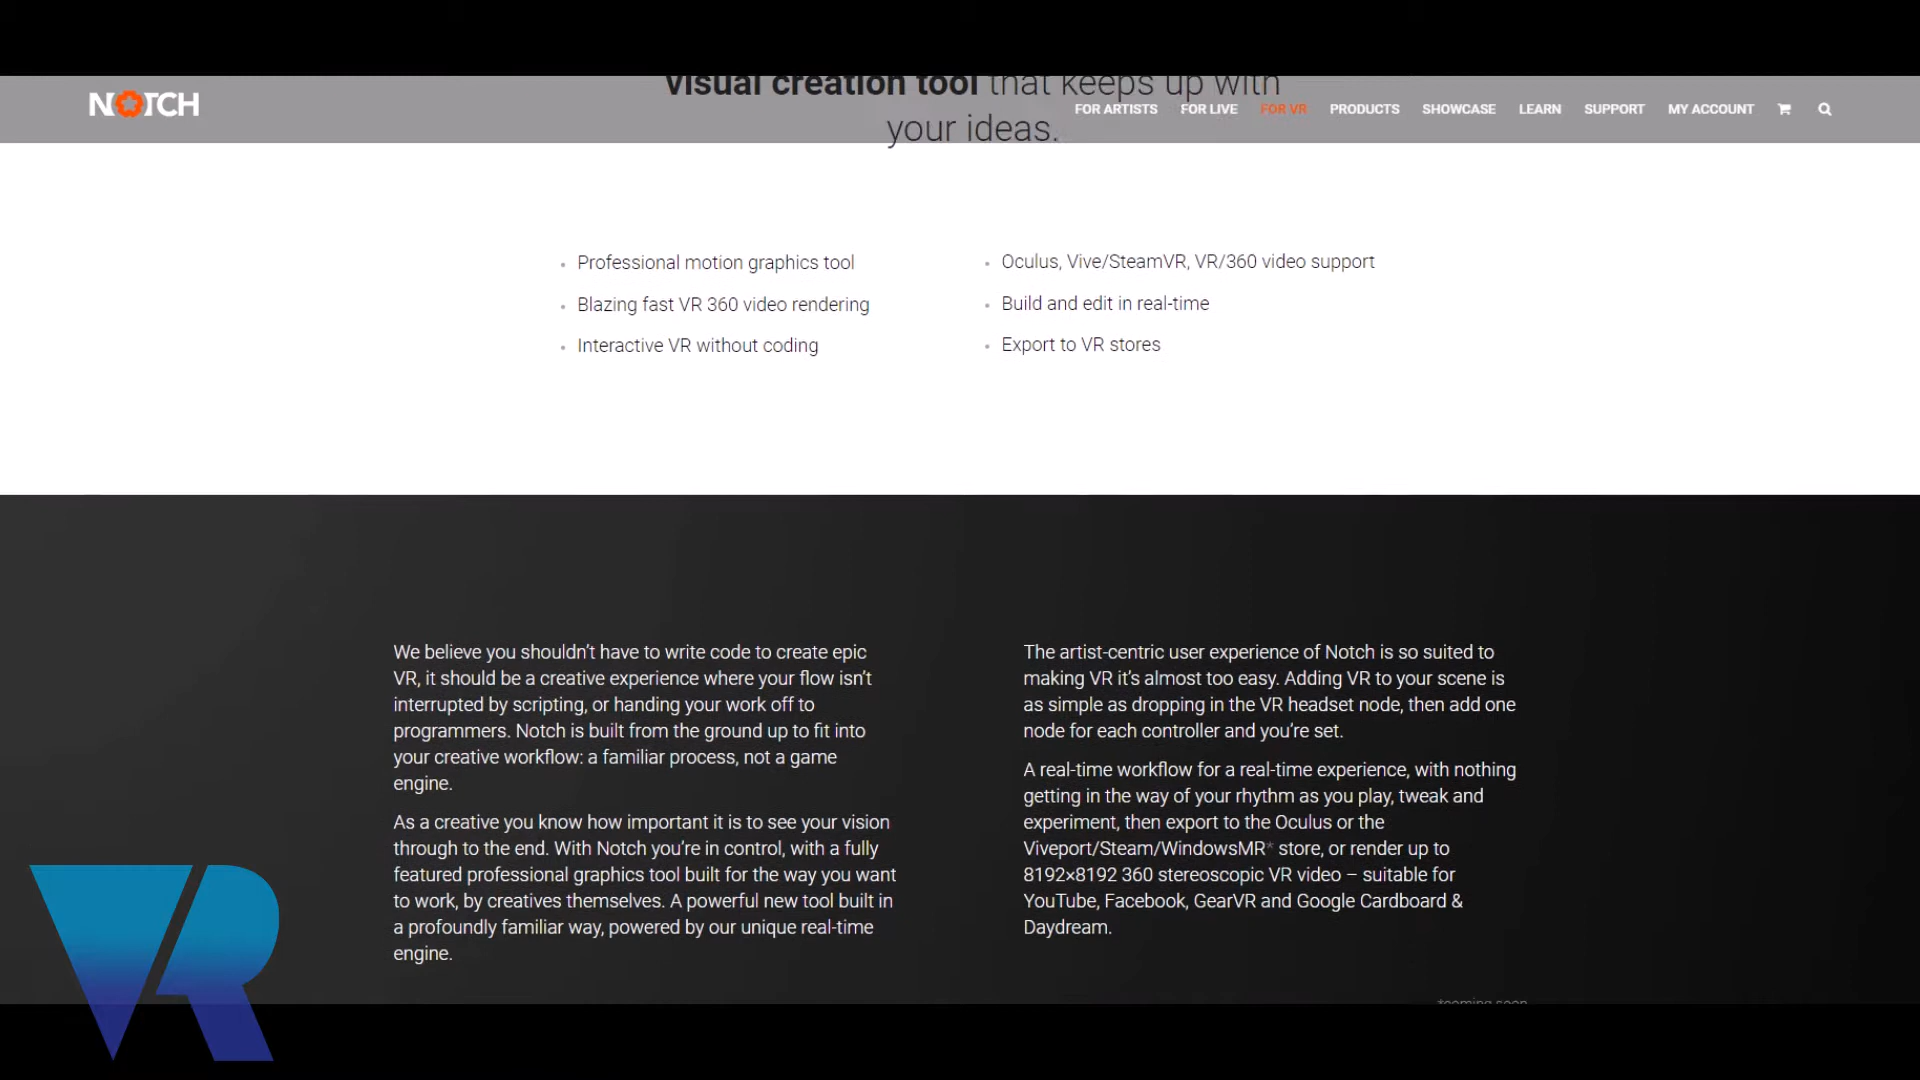 visual creation tool that keeps up with
NOTCH
FOR ARTISTS FOR LIVE FOR VR PRODUCTS SHOWCASE LEARN SUPPORT MY ACCOUNT
your ideas.
• Professional motion graphics tool
• Blazing fast VR 360 video rendering
• Interactive VR without coding
• Oculus, Vive/SteamVR, VR/360 video support
• Build and edit in real-time
• Export to VR stores
We believe you shouldn’t have to write code to create epic
VR, it should be a creative experience where your flow isn’t
interrupted by scripting, or handing your work off to
programmers. Notch is built from the ground up to fit into
your creative workflow: a familiar process, not a game
engine.
As a creative you know how important it is to see your vision
through to the end. With Notch you’re in control, with a fully
featured professional graphics tool built for the way you want
to work, by creatives themselves. A powerful new tool built in
a profoundly familiar way, powered by our unique real-time
engine.
The artist-centric user experience of Notch is so suited to
making VR it’s almost too easy. Adding VR to your scene is
as simple as dropping in the VR headset node, then add one
node for each controller and you’re set.
A real-time workflow for a real-time experience, with nothing
getting in the way of your rhythm as you play, tweak and
experiment, then export to the Oculus or the
Viveport/Steam/WindowsMR* store, or render up to
8192×8192 360 stereoscopic VR video – suitable for
YouTube, Facebook, GearVR and Google Cardboard &
Daydream.
*coming soon
VR